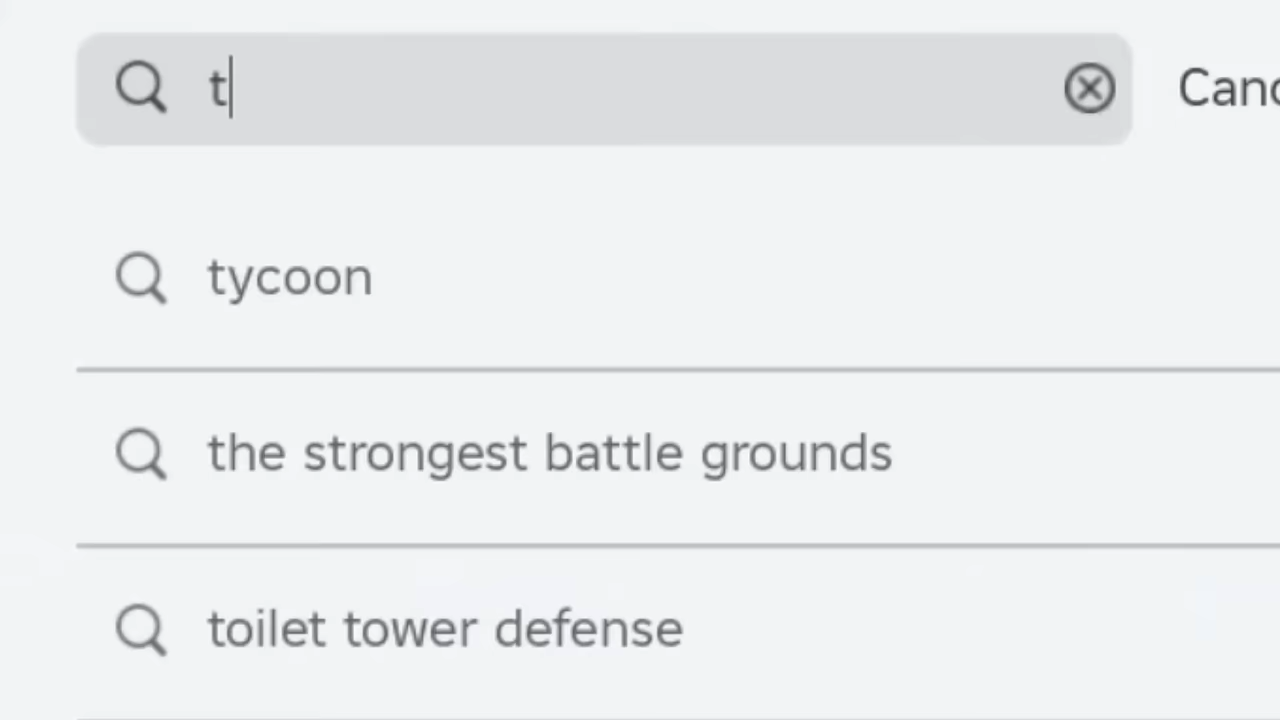 t
Canc
tycoon
the strongest battle grounds
toilet tower defense